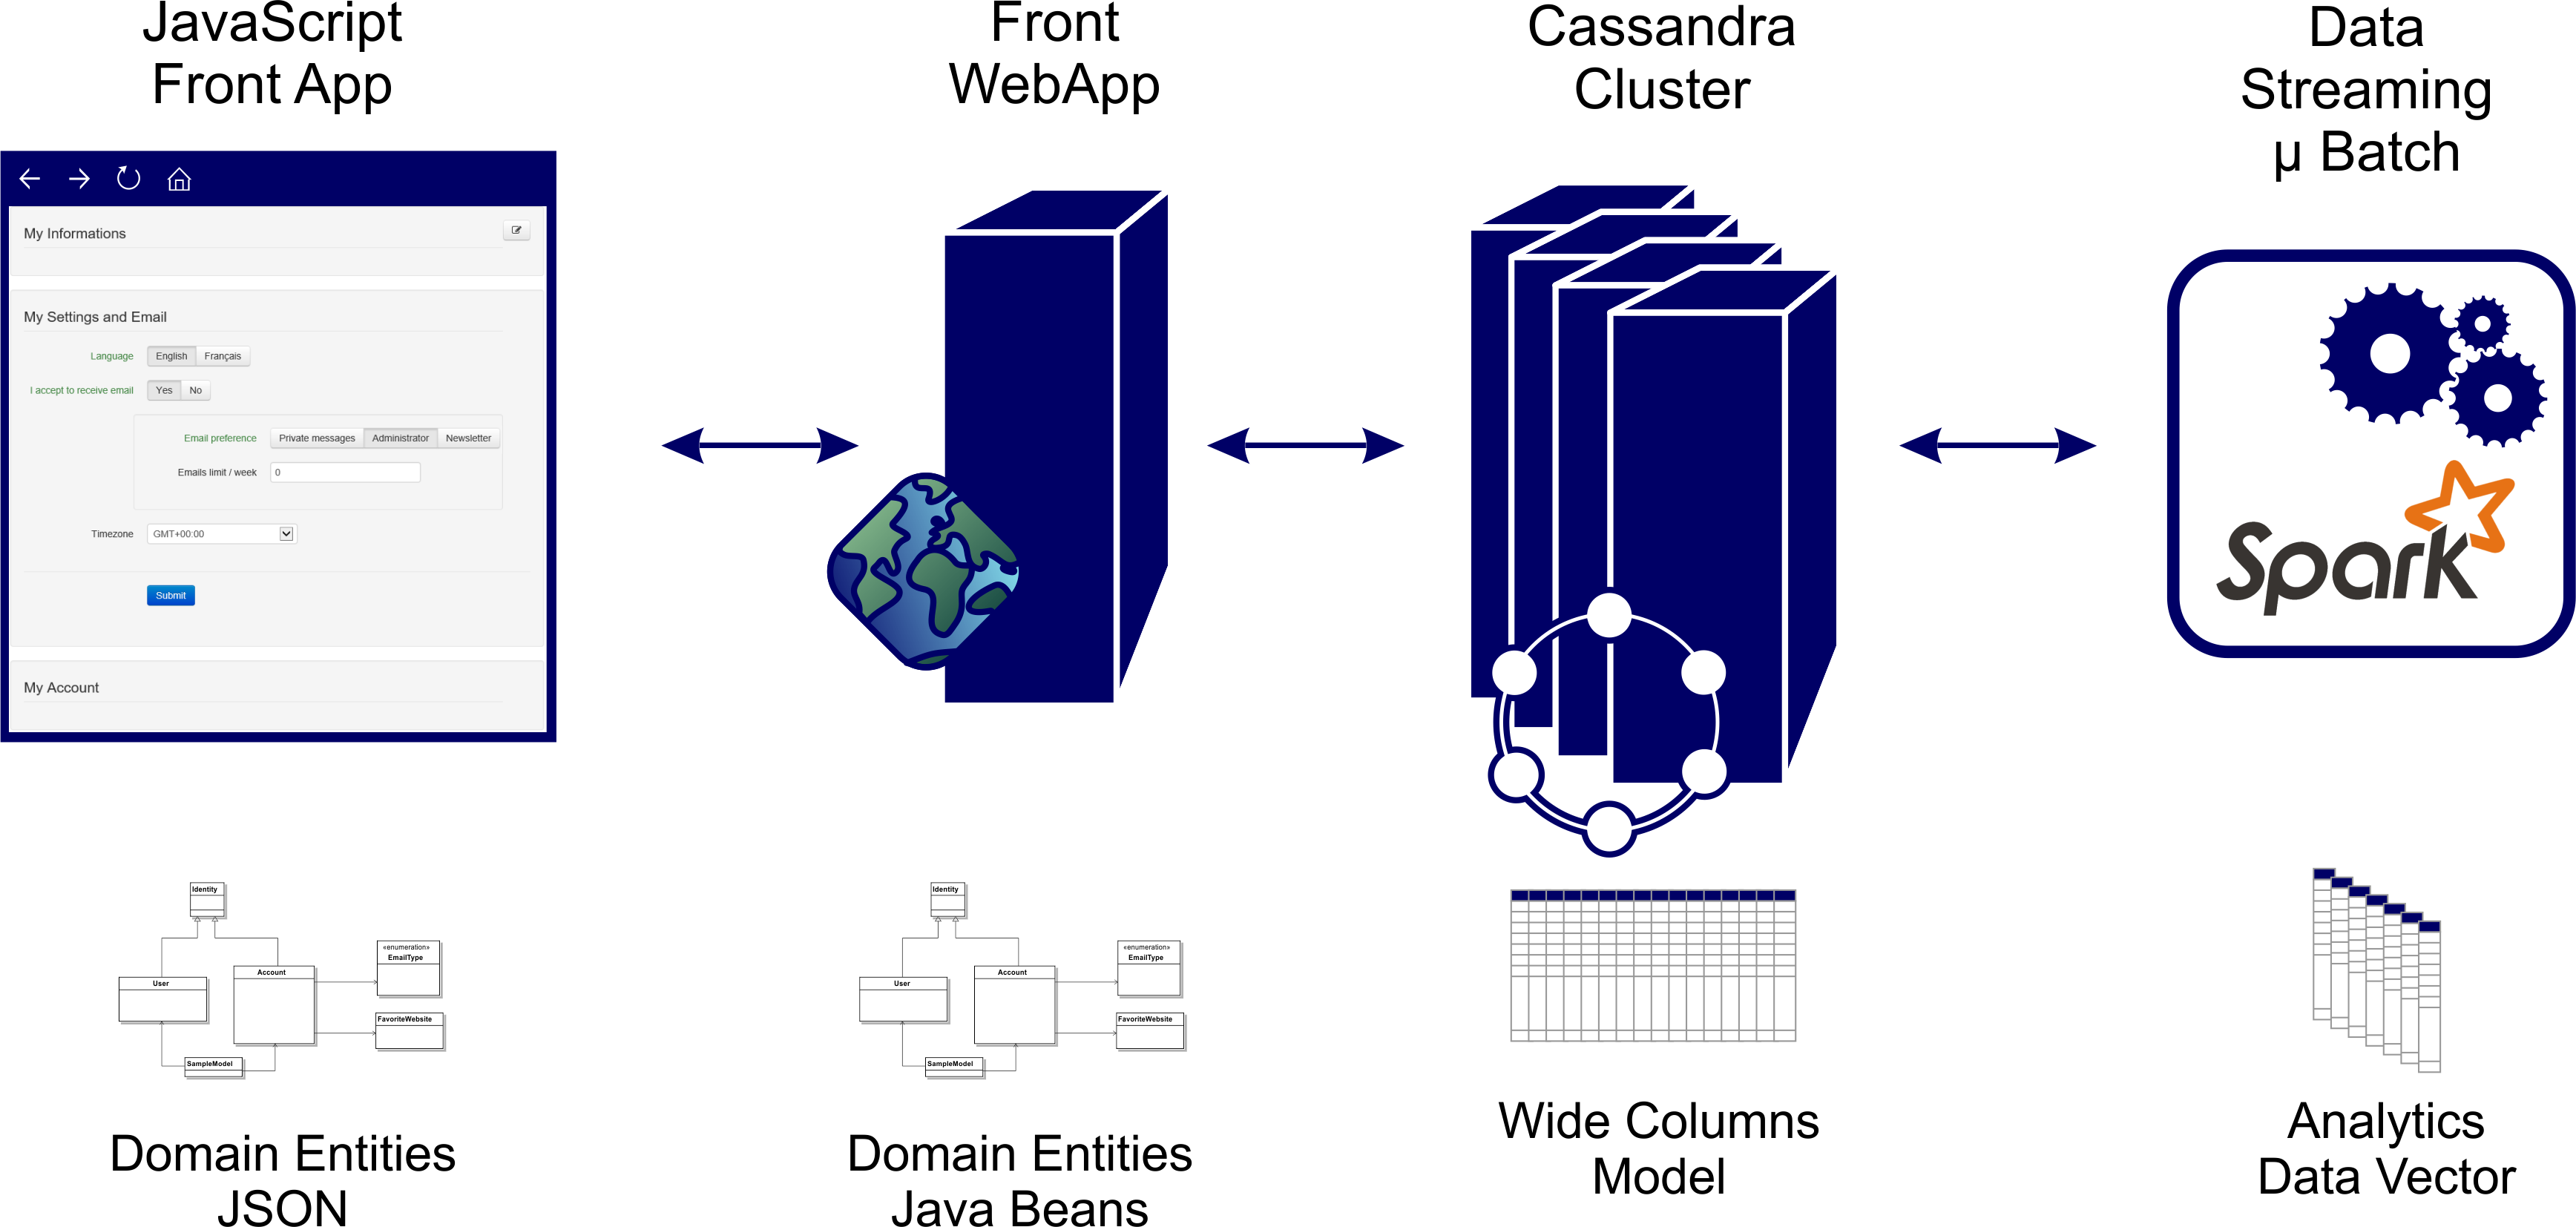 JavaScript
Front App
Front
WebApp
Cassandra
Cluster
Data
Streaming
µ Batch
My Informations
My Settings and Email
Language
English
Français
I accept to receive email
Yes
No
Email preference
Private messages
Administrator
Newsletter
Emails limit / week
0
Timezone
GMT+00:00
Submit
My Account
Spark
Identity
«enumeration»
EmailType
Account
User
FavoriteWebsite
SampleModel
Identity
«enumeration»
EmailType
Account
User
FavoriteWebsite
SampleModel
Domain Entities
JSON
Domain Entities
Java Beans
Wide Columns
Model
Analytics
Data Vector